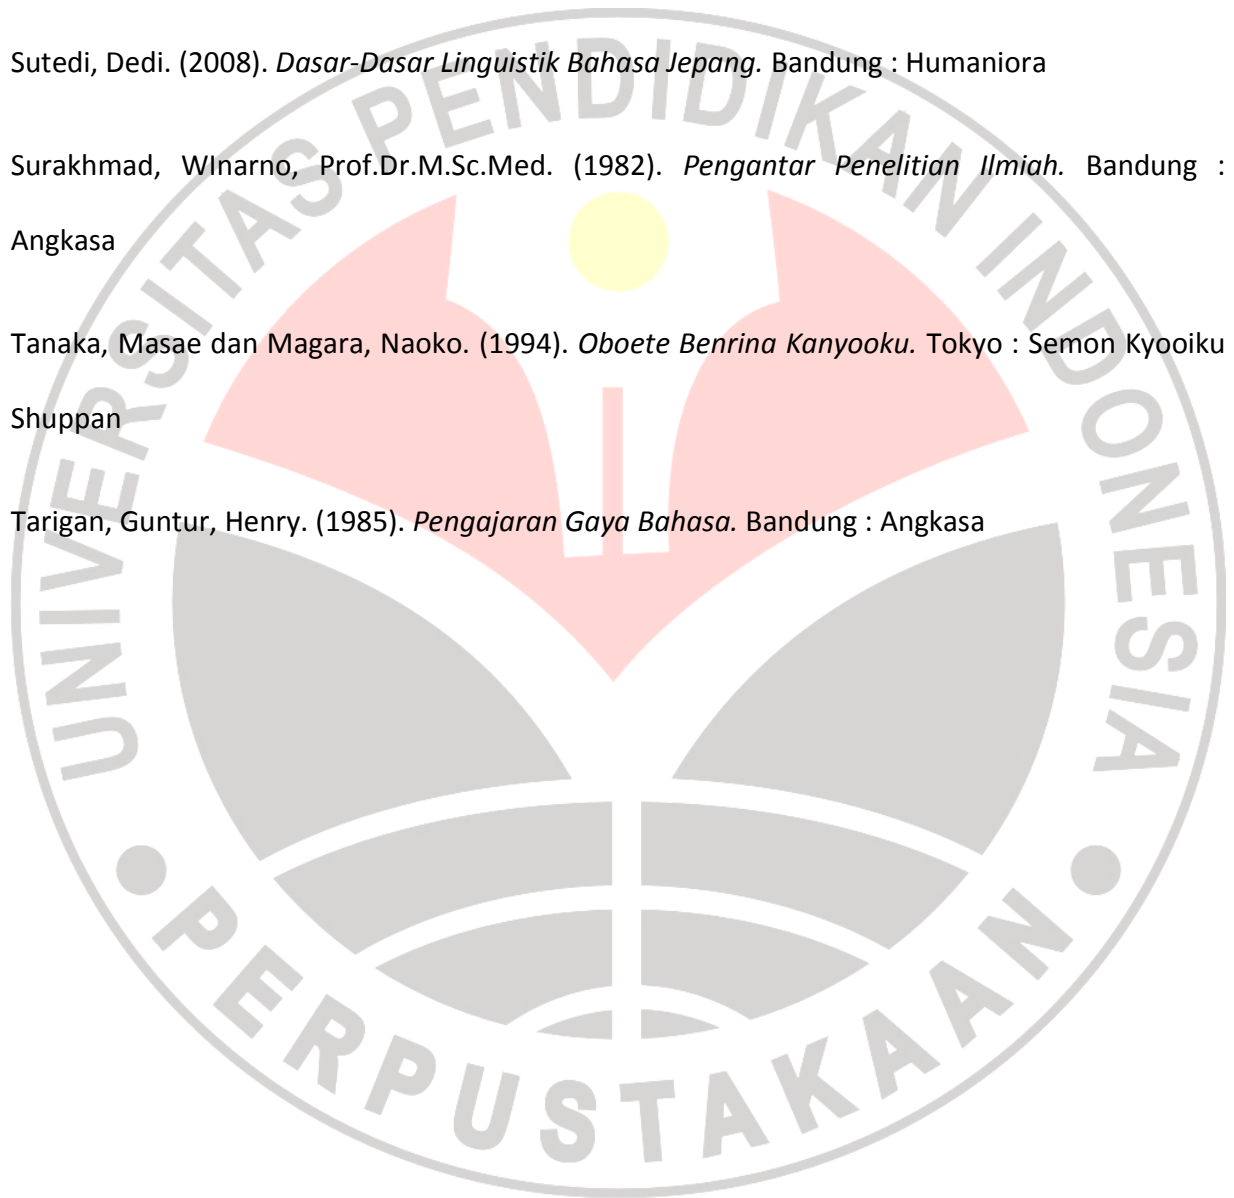 Sutedi, Dedi. (2008). Dasar-Dasar Linguistik Bahasa Jepang. Bandung : Humaniora
Surakhmad, WInarno, Prof.Dr.M.Sc.Med. (1982). Pengantar Penelitian Ilmiah. Bandung :
Angkasa
Tanaka, Masae dan Magara, Naoko. (1994). Oboete Benrina Kanyooku. Tokyo : Semon Kyooiku
Shuppan
Tarigan, Guntur, Henry. (1985). Pengajaran Gaya Bahasa. Bandung : Angkasa
UNIVERSITAS PENDIDIKAN INDONESIA
PERPUSTAKAAN